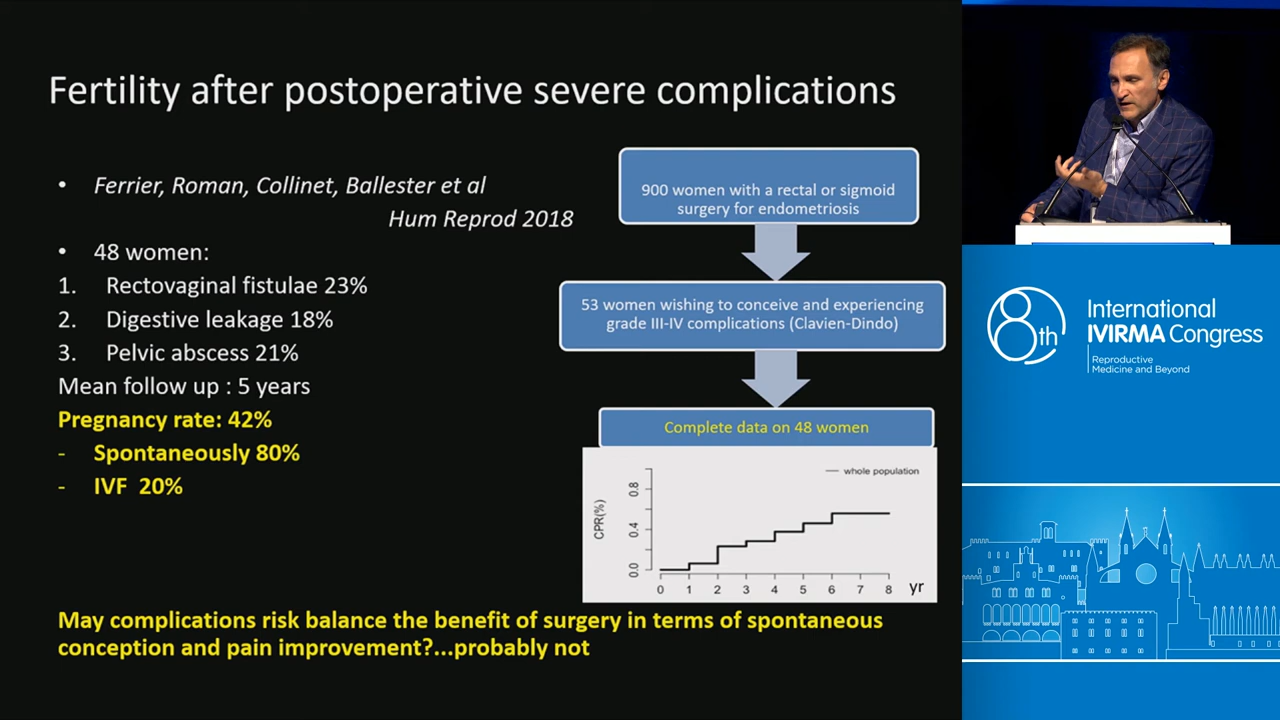 Fertility after postoperative severe complications
• Ferrier, Roman, Collinet, Ballester et al
Hum Reprod 2018
• 48 women:
1. Rectovaginal fistulae 23%
2. Digestive leakage 18%
3. Pelvic abscess 21%
Mean follow up : 5 years
Pregnancy rate: 42%
- Spontaneously 80%
- IVF 20%
900 women with a rectal or sigmoid
surgery for endometriosis
53 women wishing to conceive and experiencing
grade III-IV complications (Clavien-Dindo)
Complete data on 48 women
whole population
CPR(%)
0.8
0.4
0.0
0 1 2 3 4 5 6 7 8 yr
May complications risk balance the benefit of surgery in terms of spontaneous
conception and pain improvement?...probably not
8th
International
IVIRMA Congress
Reproductive
Medicine and Beyond